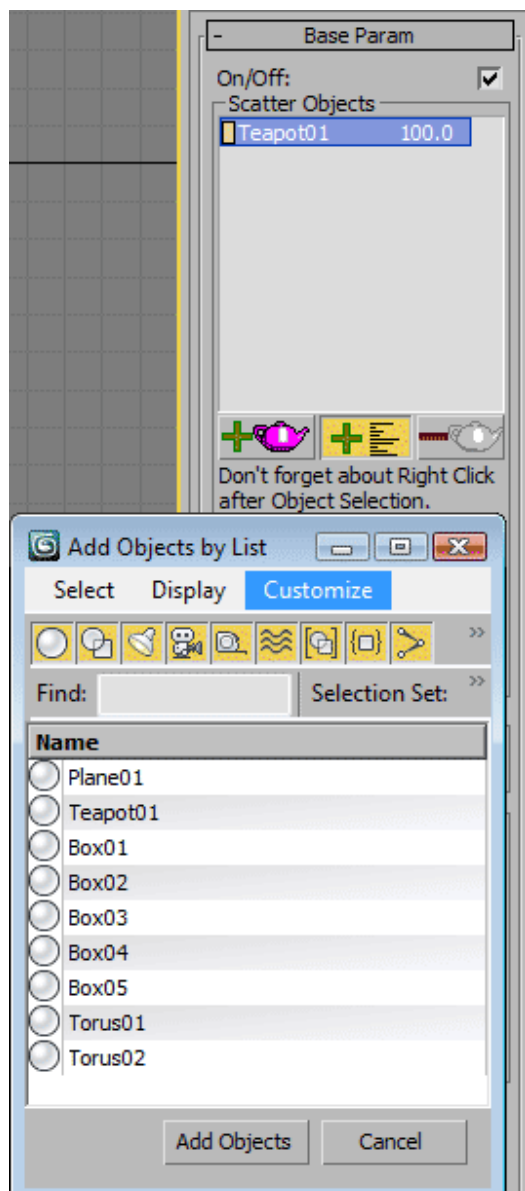 - Base Param
On/Off:
Scatter Objects
Teapot01 100.0
Don't forget about Right Click
after Object Selection.
Add Objects by List
Select Display Customize
Find: Selection Set:
Name
Plane01
Teapot01
Box01
Box02
Box03
Box04
Box05
Torus01
Torus02
Add Objects Cancel